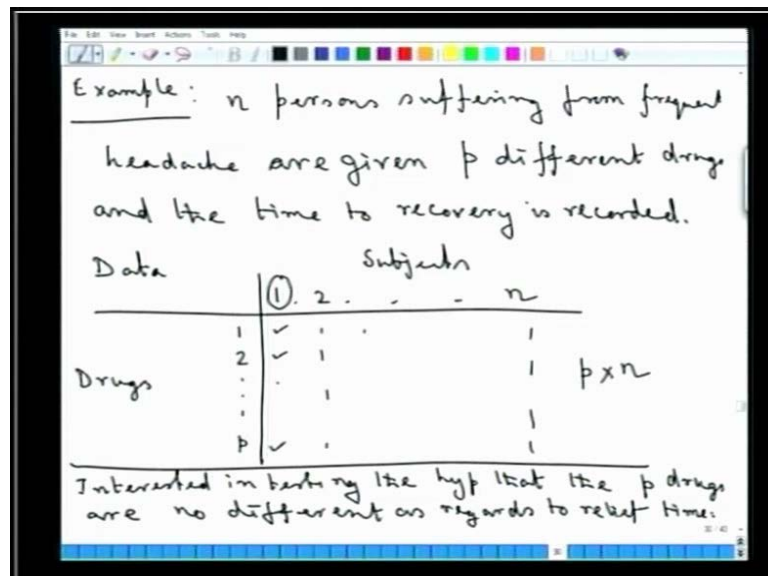 File Edit View Insert Actions Tools Help
Example: n persons suffering from frequent
headache are given p different drugs
and the time to recovery is recorded.
Data Subjects
1 . 2 . . . n
1
2
Drugs p x n
p
Interested in testing the hyp that the p drugs
are no different as regards to relief time.